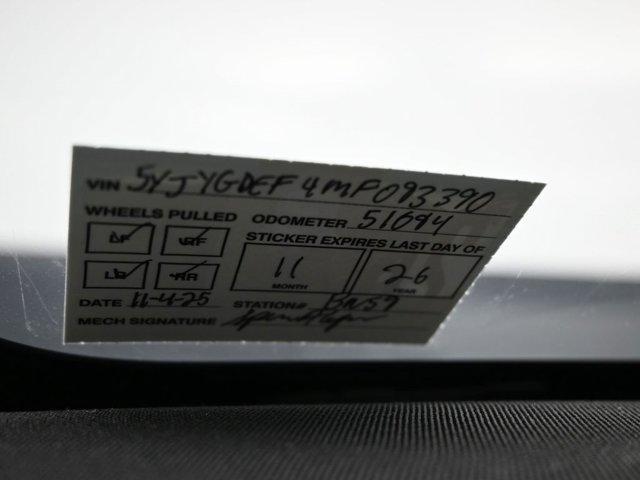 VIN 5YJYGDEF4MF093390
WHEELS PULLED ODOMETER 51694
LF RF STICKER EXPIRES LAST DAY OF
LR RR 11 26
MONTH YEAR
DATE 11-4-25 STATION#
MECH SIGNATURE